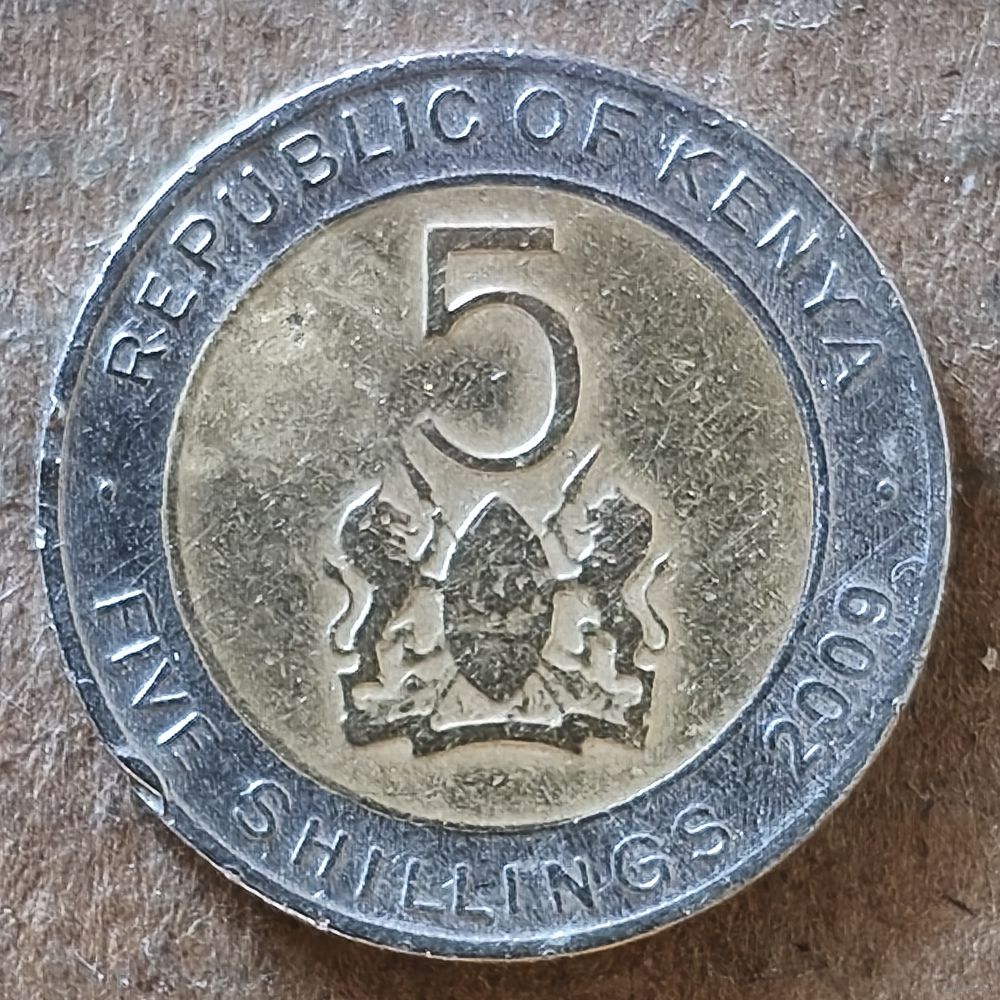 REPUBLIC OF KENYA
5
FIVE SHILLINGS 2009